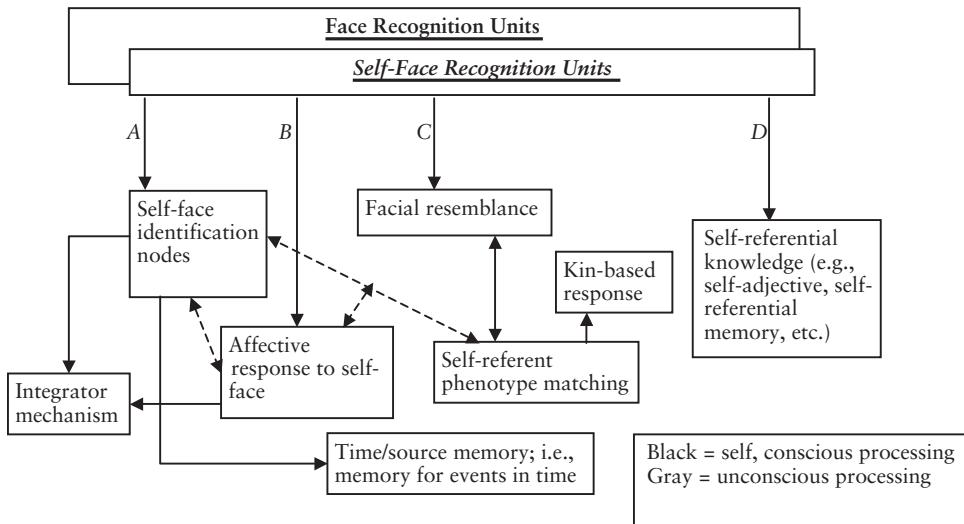 Face Recognition Units
Self-Face Recognition Units
A
B
C
D
Self-face
identification
nodes
Facial resemblance
Kin-based
response
Self-referential
knowledge (e.g.,
self-adjective, self-
referential
memory, etc.)
Affective
response to self-
face
Self-referent
phenotype matching
Integrator
mechanism
Time/source memory; i.e.,
memory for events in time
Black = self, conscious processing
Gray = unconscious processing